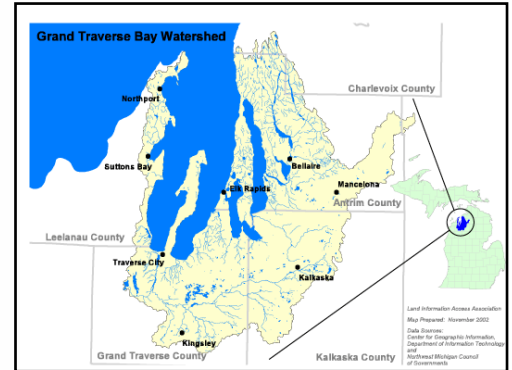 Grand Traverse Bay Watershed
Charlevoix County
Northport
Suttons Bay
Bellaire
Mancelona
Elk Rapids
Antrim County
Leelanau County
Traverse City
Kalkaska
Kingsley
Grand Traverse County
Kalkaska County
Land Information Access Association
Map Prepared: November 2002
Data Sources:
Center for Geographic Information,
Department of Information Technology
and
Northwest Michigan Council
of Governments